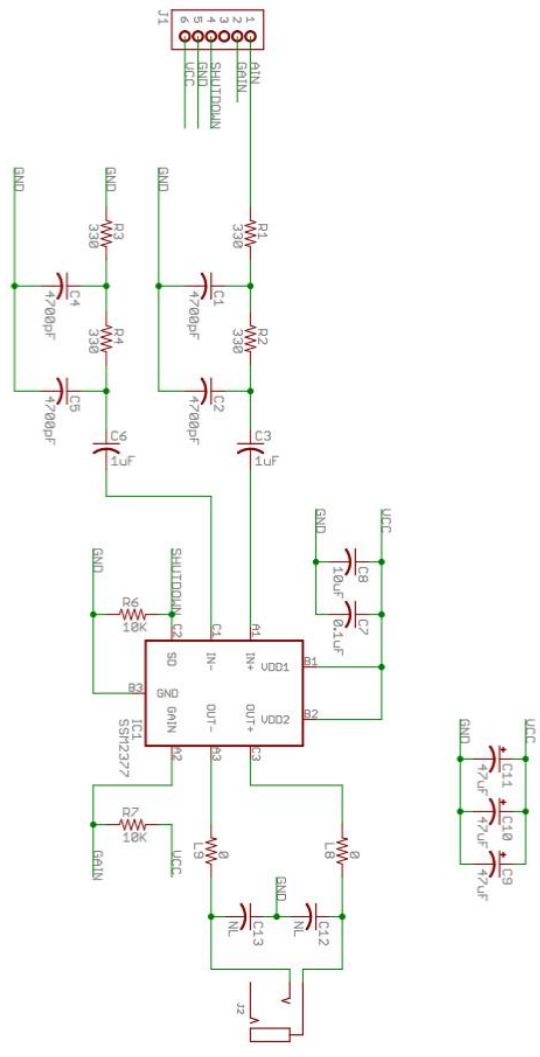 J1
6 5 4 3 2 1
VCC
GND
SHUTDOWN
GAIN
AIN
GND
GND
GND
R3
330
R1
330
C4
4700pF
C1
4700pF
R4
330
R2
330
C5
4700pF
C2
4700pF
C6
1uF
C3
1uF
GND
VCC
C8
10uF
C7
0.1uF
GND
SHUTDOWN
R6
10K
C2
C1
A1
SD
IN-
IN+
VDD1
B1
B3
GND
VDD2
B2
GAIN
OUT-
OUT+
IC1
SSM2377
A2
A3
C3
R7
10K
GAIN
VCC
0
L9
0
L8
GND
C13
NL
C12
NL
J2
GND
VCC
C11
47uF
C10
47uF
C9
47uF